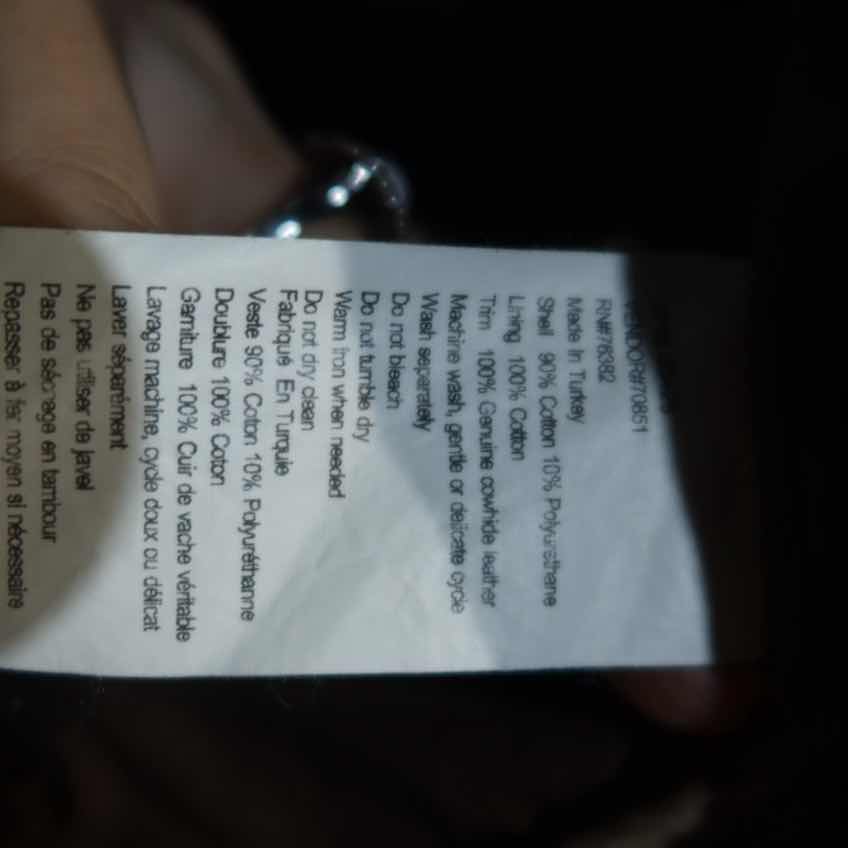 VENDOR#70851
RN#76382
Made In Turkey
Shell 90% Cotton 10% Polyurethane
Lining 100% Cotton
Trim 100% Genuine cowhide leather
Machine wash, gentle or delicate cycle
Wash separately
Do not bleach
Do not tumble dry
Warm iron when needed
Do not dry clean
Fabriqué En Turquie
Veste 90% Coton 10% Polyuréthanne
Doublure 100% Coton
Garniture 100% Cuir de vache véritable
Lavage machine, cycle doux ou délicat
Laver séparément
Ne pas utiliser de javel
Pas de séchage en tambour
Repasser à fer moyen si nécessaire